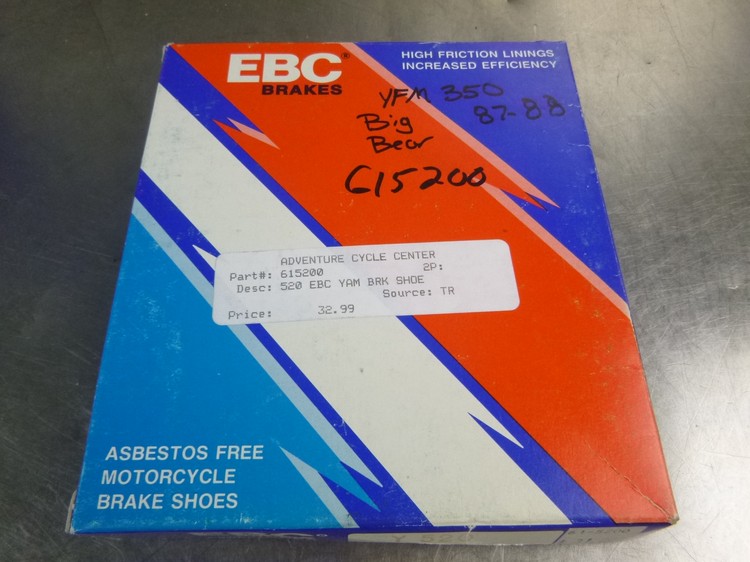 EBC®
BRAKES
HIGH FRICTION LININGS
INCREASED EFFICIENCY
YFM 350
87-88
Big
Bear
615200
ADVENTURE CYCLE CENTER
Part#: 615200 2P:
Desc: 520 EBC YAM BRK SHOE
Source: TR
Price: 32.99
ASBESTOS FREE
MOTORCYCLE
BRAKE SHOES